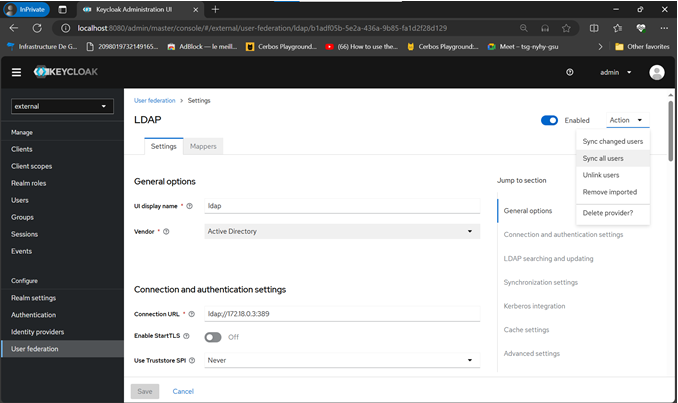 InPrivate
Keycloak Administration UI
localhost:8080/admin/master/console/#/external/user-federation/ldap/b1adf05b-5e2a-436a-9b85-fa1d2f28d129
Infrastructure De G...
2098019732149165...
AdBlock — le meill...
Cerbos Playground...
(66) How to use the...
Cerbos Playground:...
Meet – tsg-nyhy-gsu
Other favorites
KEYCLOAK
admin
external
Manage
Clients
Client scopes
Realm roles
Users
Groups
Sessions
Events
Configure
Realm settings
Authentication
Identity providers
User federation
User federation > Settings
LDAP
Enabled
Action
Sync changed users
Sync all users
Unlink users
Remove imported
Delete provider?
Settings
Mappers
General options
UI display name *
ldap
Vendor *
Active Directory
Connection and authentication settings
Connection URL *
ldap://172.18.0.3:389
Enable StartTLS
Off
Use Truststore SPI
Never
Save
Cancel
Jump to section
General options
Connection and authentication settings
LDAP searching and updating
Synchronization settings
Kerberos integration
Cache settings
Advanced settings